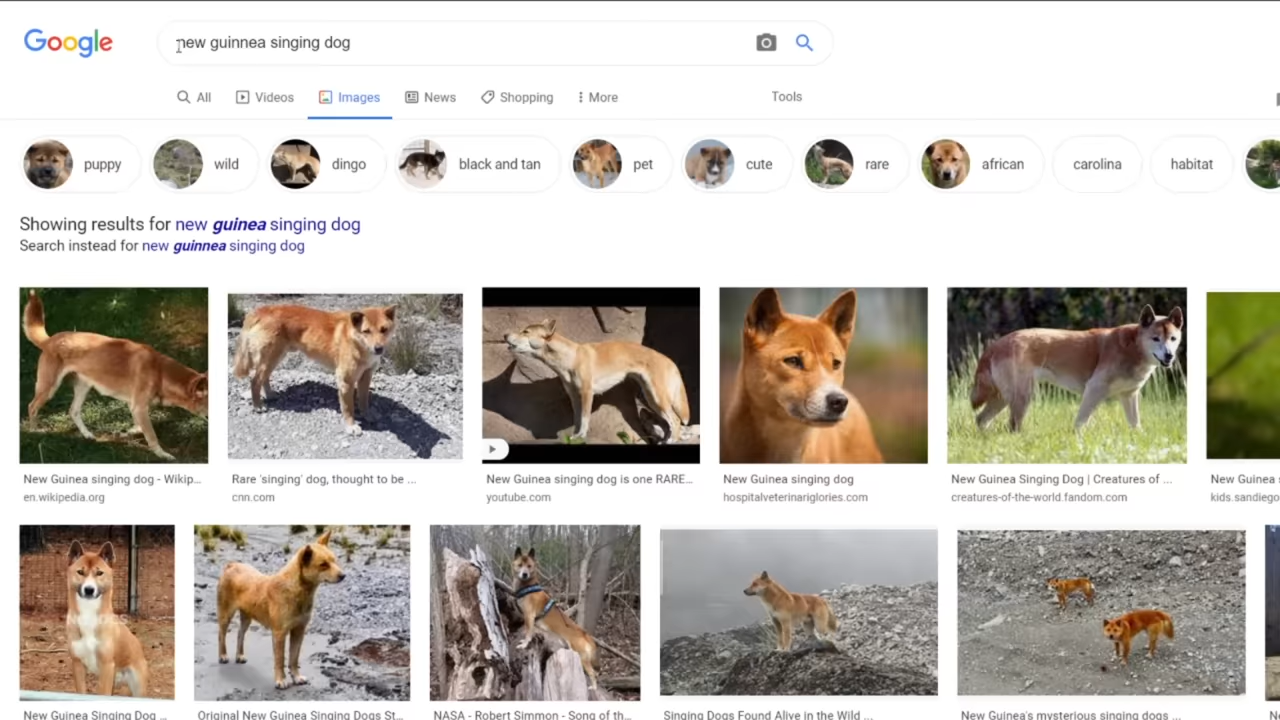 Google
new guinnea singing dog
All Videos Images News Shopping More Tools
puppy wild dingo black and tan pet cute rare african carolina habitat
Showing results for new guinea singing dog
Search instead for new guinnea singing dog
New Guinea singing dog - Wikip... Rare 'singing' dog, thought to be ... New Guinea singing dog is one RARE... New Guinea singing dog New Guinea Singing Dog | Creatures of ... New Guinea s
en.wikipedia.org cnn.com youtube.com hospitalveterinariglories.com creatures-of-the-world.fandom.com kids.sandiego
New Guinea Singing Dog ... Original New Guinea Singing Dogs St... NASA - Robert Simmon - Song of th... Singing Dogs Found Alive in the Wild ... New Guinea's mysterious singing dogs ...